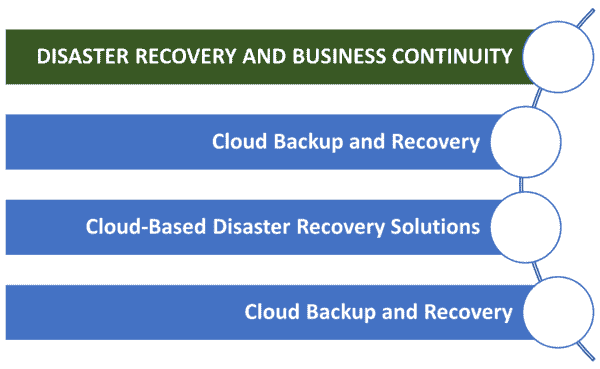 DISASTER RECOVERY AND BUSINESS CONTINUITY
Cloud Backup and Recovery
Cloud-Based Disaster Recovery Solutions
Cloud Backup and Recovery